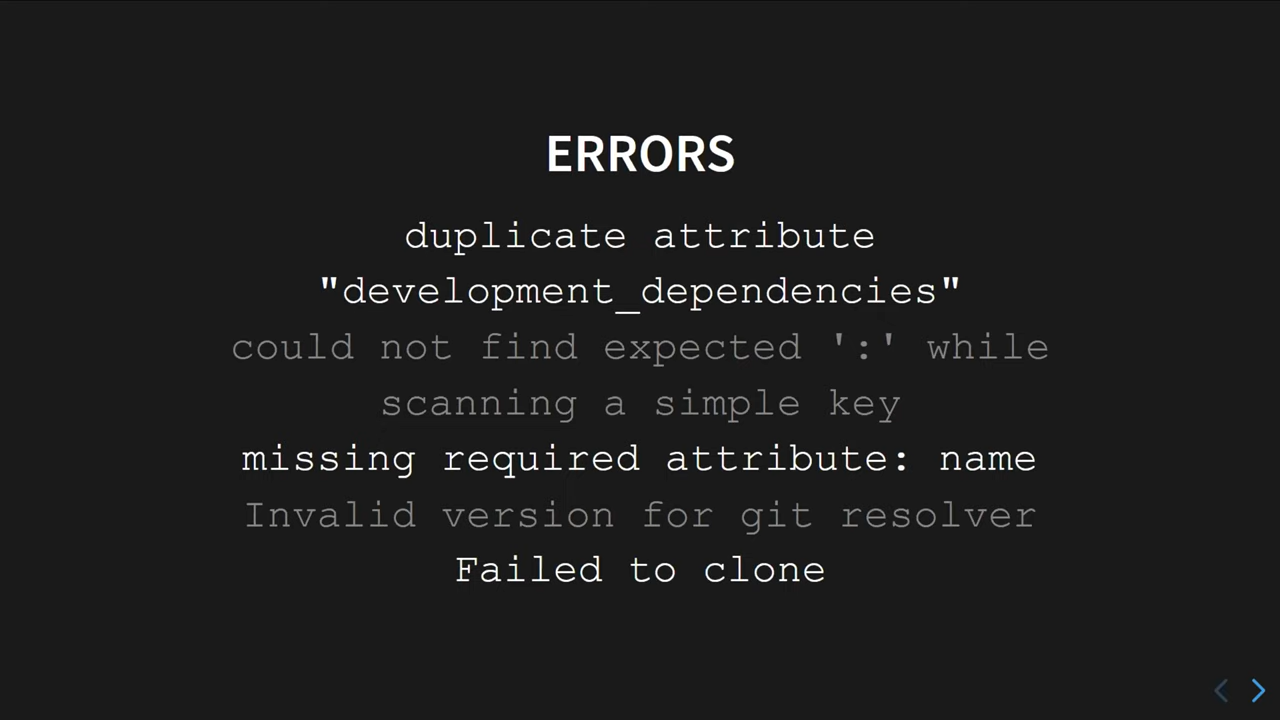 ERRORS
duplicate attribute
"development_dependencies"
could not find expected ':' while
scanning a simple key
missing required attribute: name
Invalid version for git resolver
Failed to clone